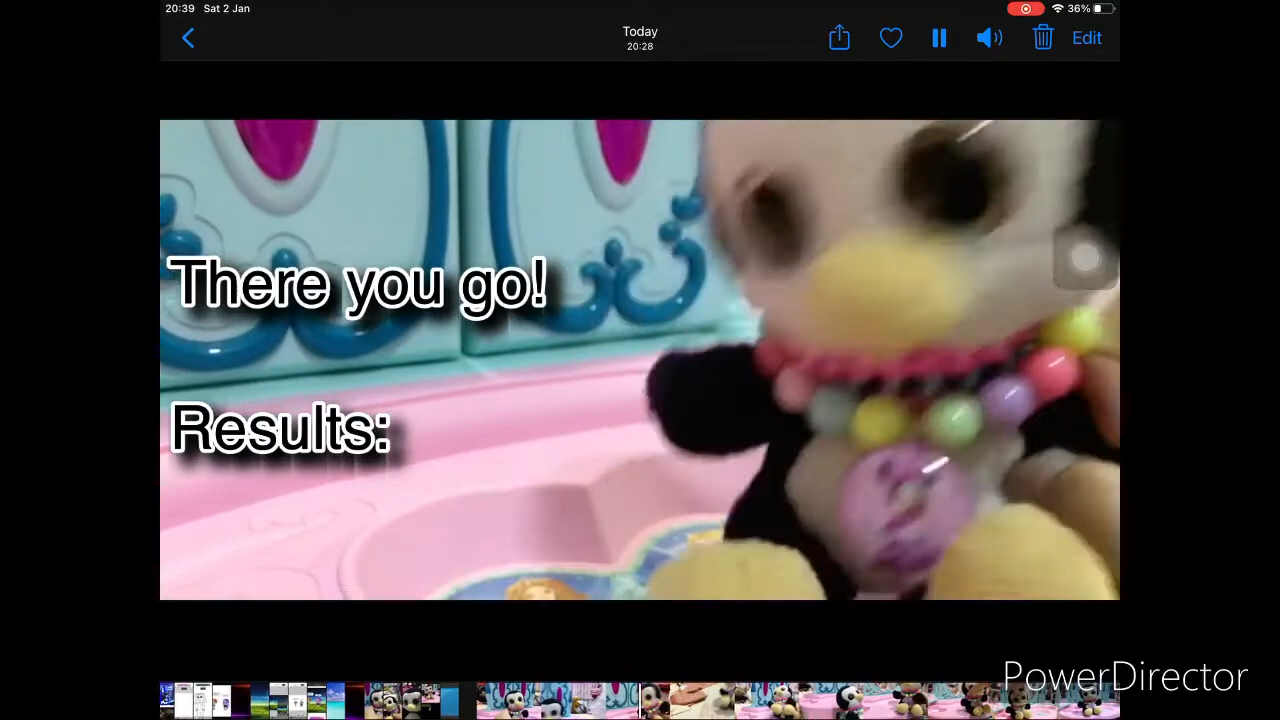 20:39 Sat 2 Jan
36%
Today
20:28
Edit
There you go!
Results:
PowerDirector